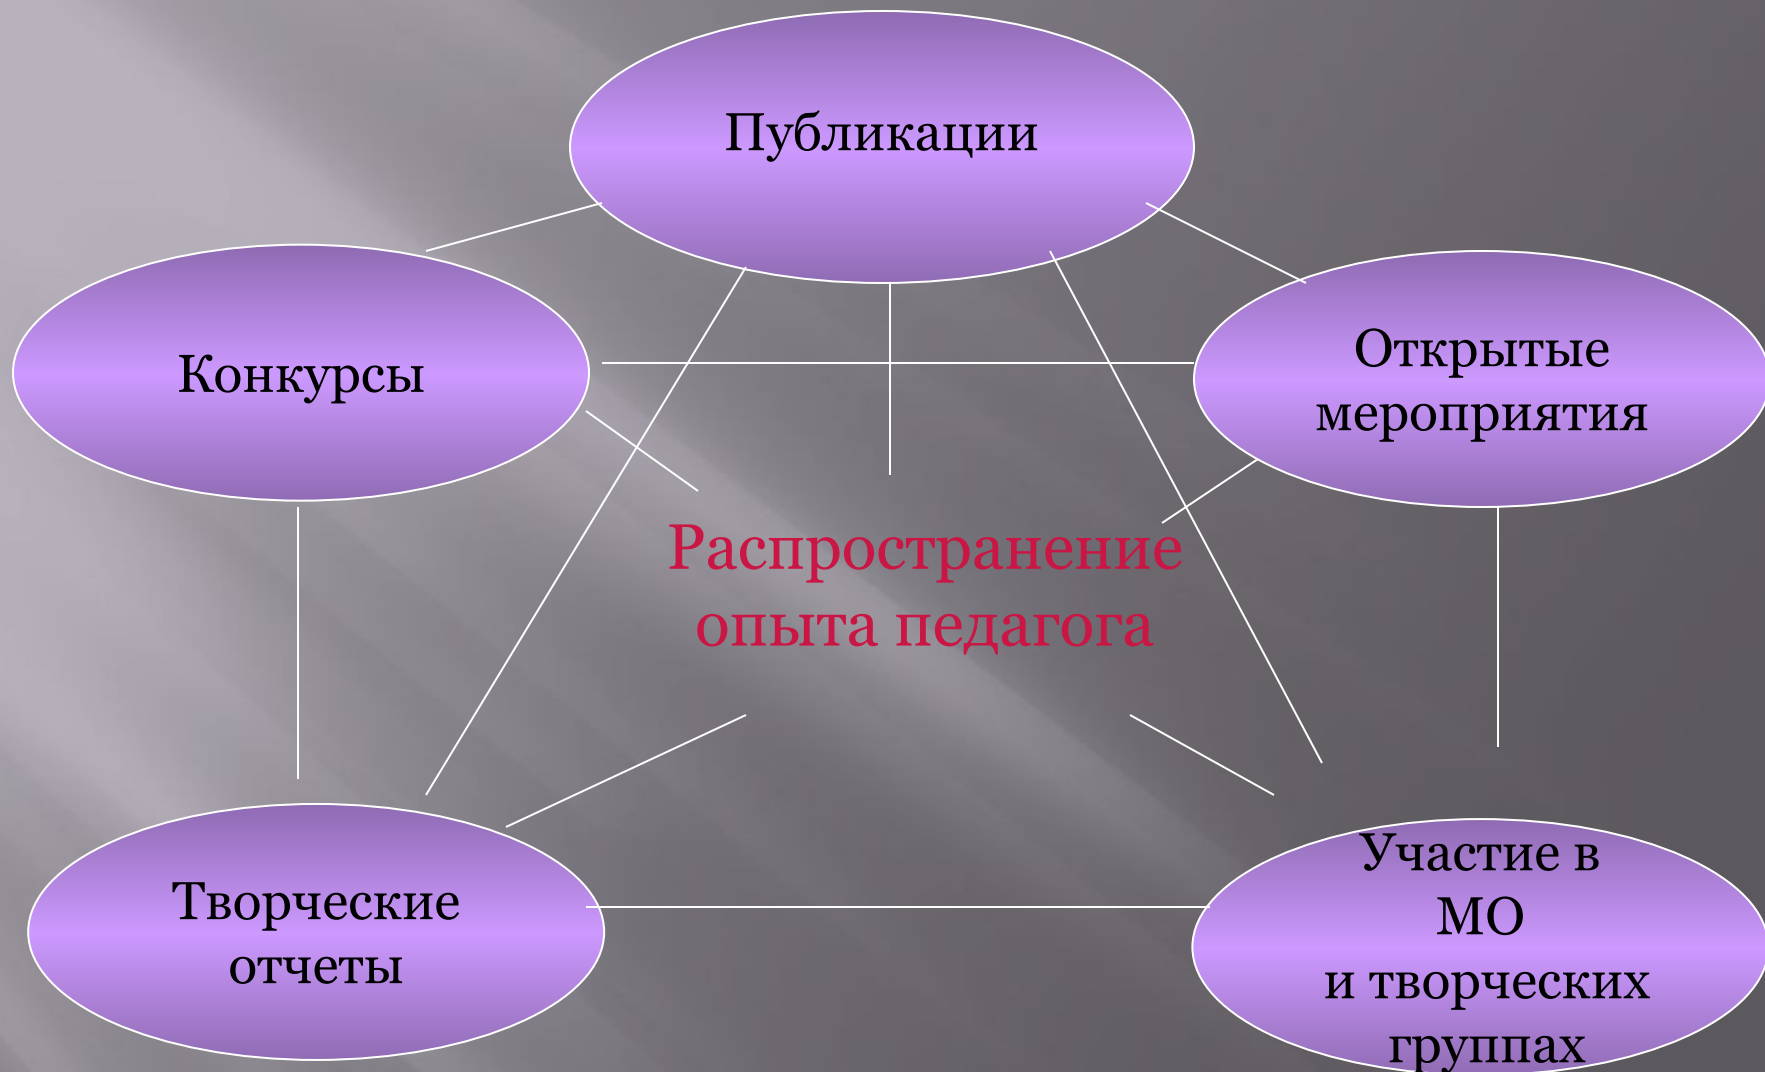 Публикации
Конкурсы
Открытые
мероприятия
Распространение
опыта педагога
Творческие
отчеты
Участие в
МО
и творческих
группах